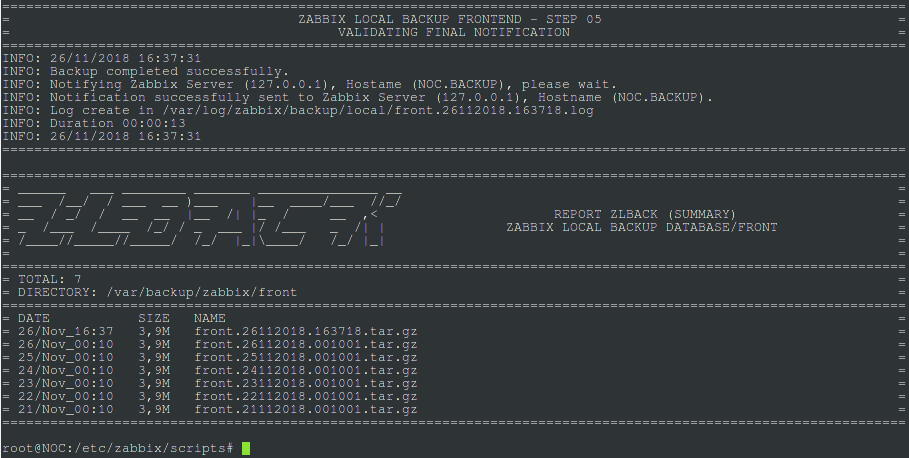 ================================================================================
= ZABBIX LOCAL BACKUP FRONTEND - STEP 05 =
= VALIDATING FINAL NOTIFICATION =
================================================================================
INFO: 26/11/2018 16:37:31
INFO: Backup completed successfully.
INFO: Notifying Zabbix Server (127.0.0.1), Hostame (NOC.BACKUP), please wait.
INFO: Notification successfully sent to Zabbix Server (127.0.0.1), Hostname (NOC.BACKUP).
INFO: Log create in /var/log/zabbix/backup/local/front.26112018.163718.log
INFO: Duration 00:00:13
INFO: 26/11/2018 16:37:31
================================================================================
================================================================================
ZLBACK
REPORT ZLBACK (SUMMARY) =
ZABBIX LOCAL BACKUP DATABASE/FRONT =
================================================================================
= TOTAL: 7 =
= DIRECTORY: /var/backup/zabbix/front =
================================================================================
= DATE SIZE NAME =
= 26/Nov_16:37 3,9M front.26112018.163718.tar.gz =
= 26/Nov_00:10 3,9M front.26112018.001001.tar.gz =
= 25/Nov_00:10 3,9M front.25112018.001001.tar.gz =
= 24/Nov_00:10 3,9M front.24112018.001001.tar.gz =
= 23/Nov_00:10 3,9M front.23112018.001001.tar.gz =
= 22/Nov_00:10 3,9M front.22112018.001001.tar.gz =
= 21/Nov_00:10 3,9M front.21112018.001001.tar.gz =
================================================================================
root@NOC:/etc/zabbix/scripts#